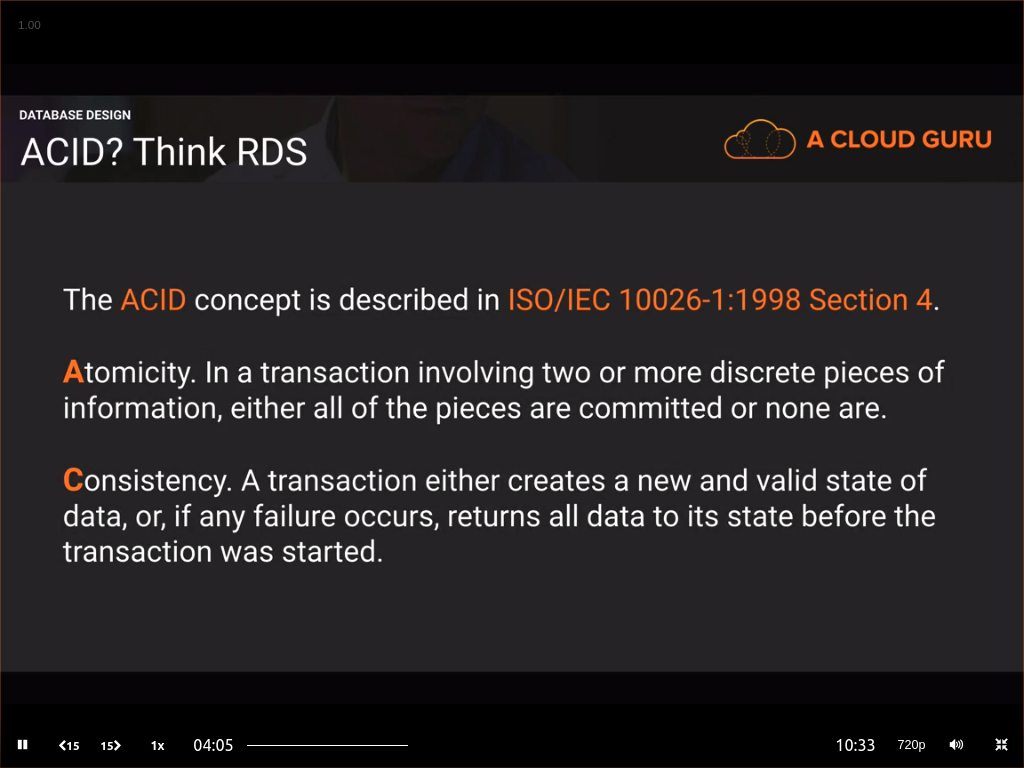 1.00
DATABASE DESIGN
ACID? Think RDS
A CLOUD GURU
The ACID concept is described in ISO/IEC 10026-1:1998 Section 4.
Atomicity. In a transaction involving two or more discrete pieces of
information, either all of the pieces are committed or none are.
Consistency. A transaction either creates a new and valid state of
data, or, if any failure occurs, returns all data to its state before the
transaction was started.
15 15 1x 04:05 10:33 720p